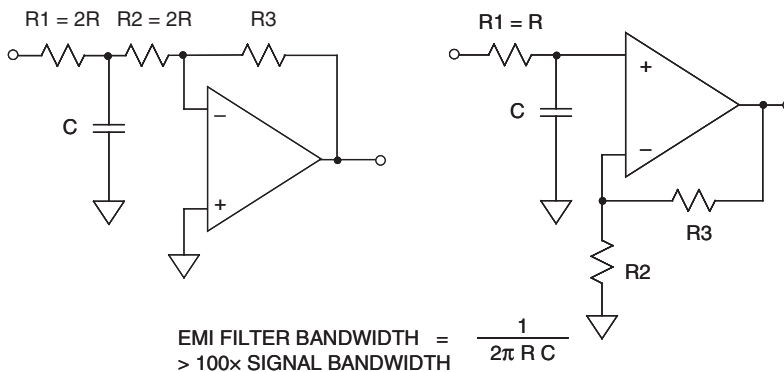 R1 = 2R R2 = 2R R3
C
–
+
R1 = R
C
+
–
R3
R2
EMI FILTER BANDWIDTH = 1
2π R C
> 100× SIGNAL BANDWIDTH